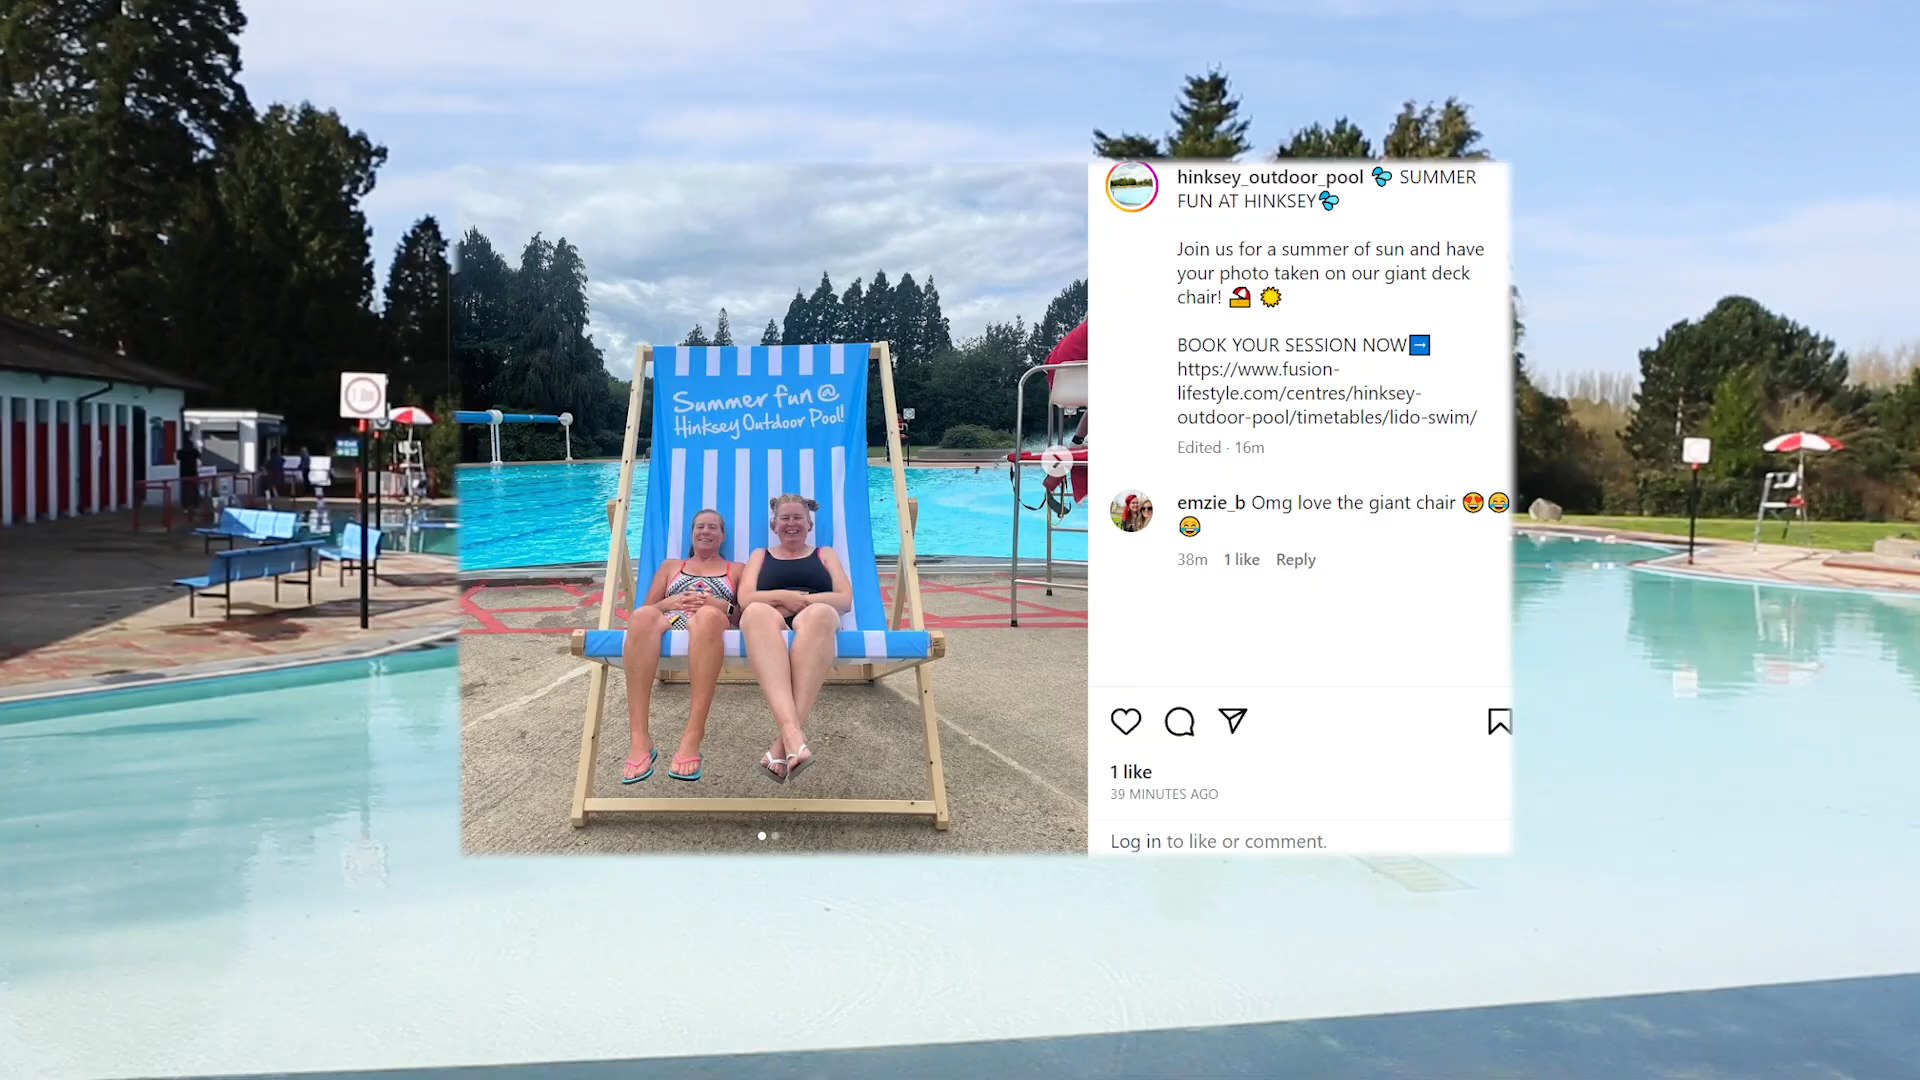 Summer fun @
Hinksey Outdoor Pool!
hinksey_outdoor_pool 💦 SUMMER
FUN AT HINKSEY💦
Join us for a summer of sun and have
your photo taken on our giant deck
chair! 🏖️ ☀️
BOOK YOUR SESSION NOW➡️
https://www.fusion-
lifestyle.com/centres/hinksey-
outdoor-pool/timetables/lido-swim/
Edited · 16m
emzie_b Omg love the giant chair 😍😂
😂
38m 1 like Reply
1 like
39 MINUTES AGO
Log in to like or comment.